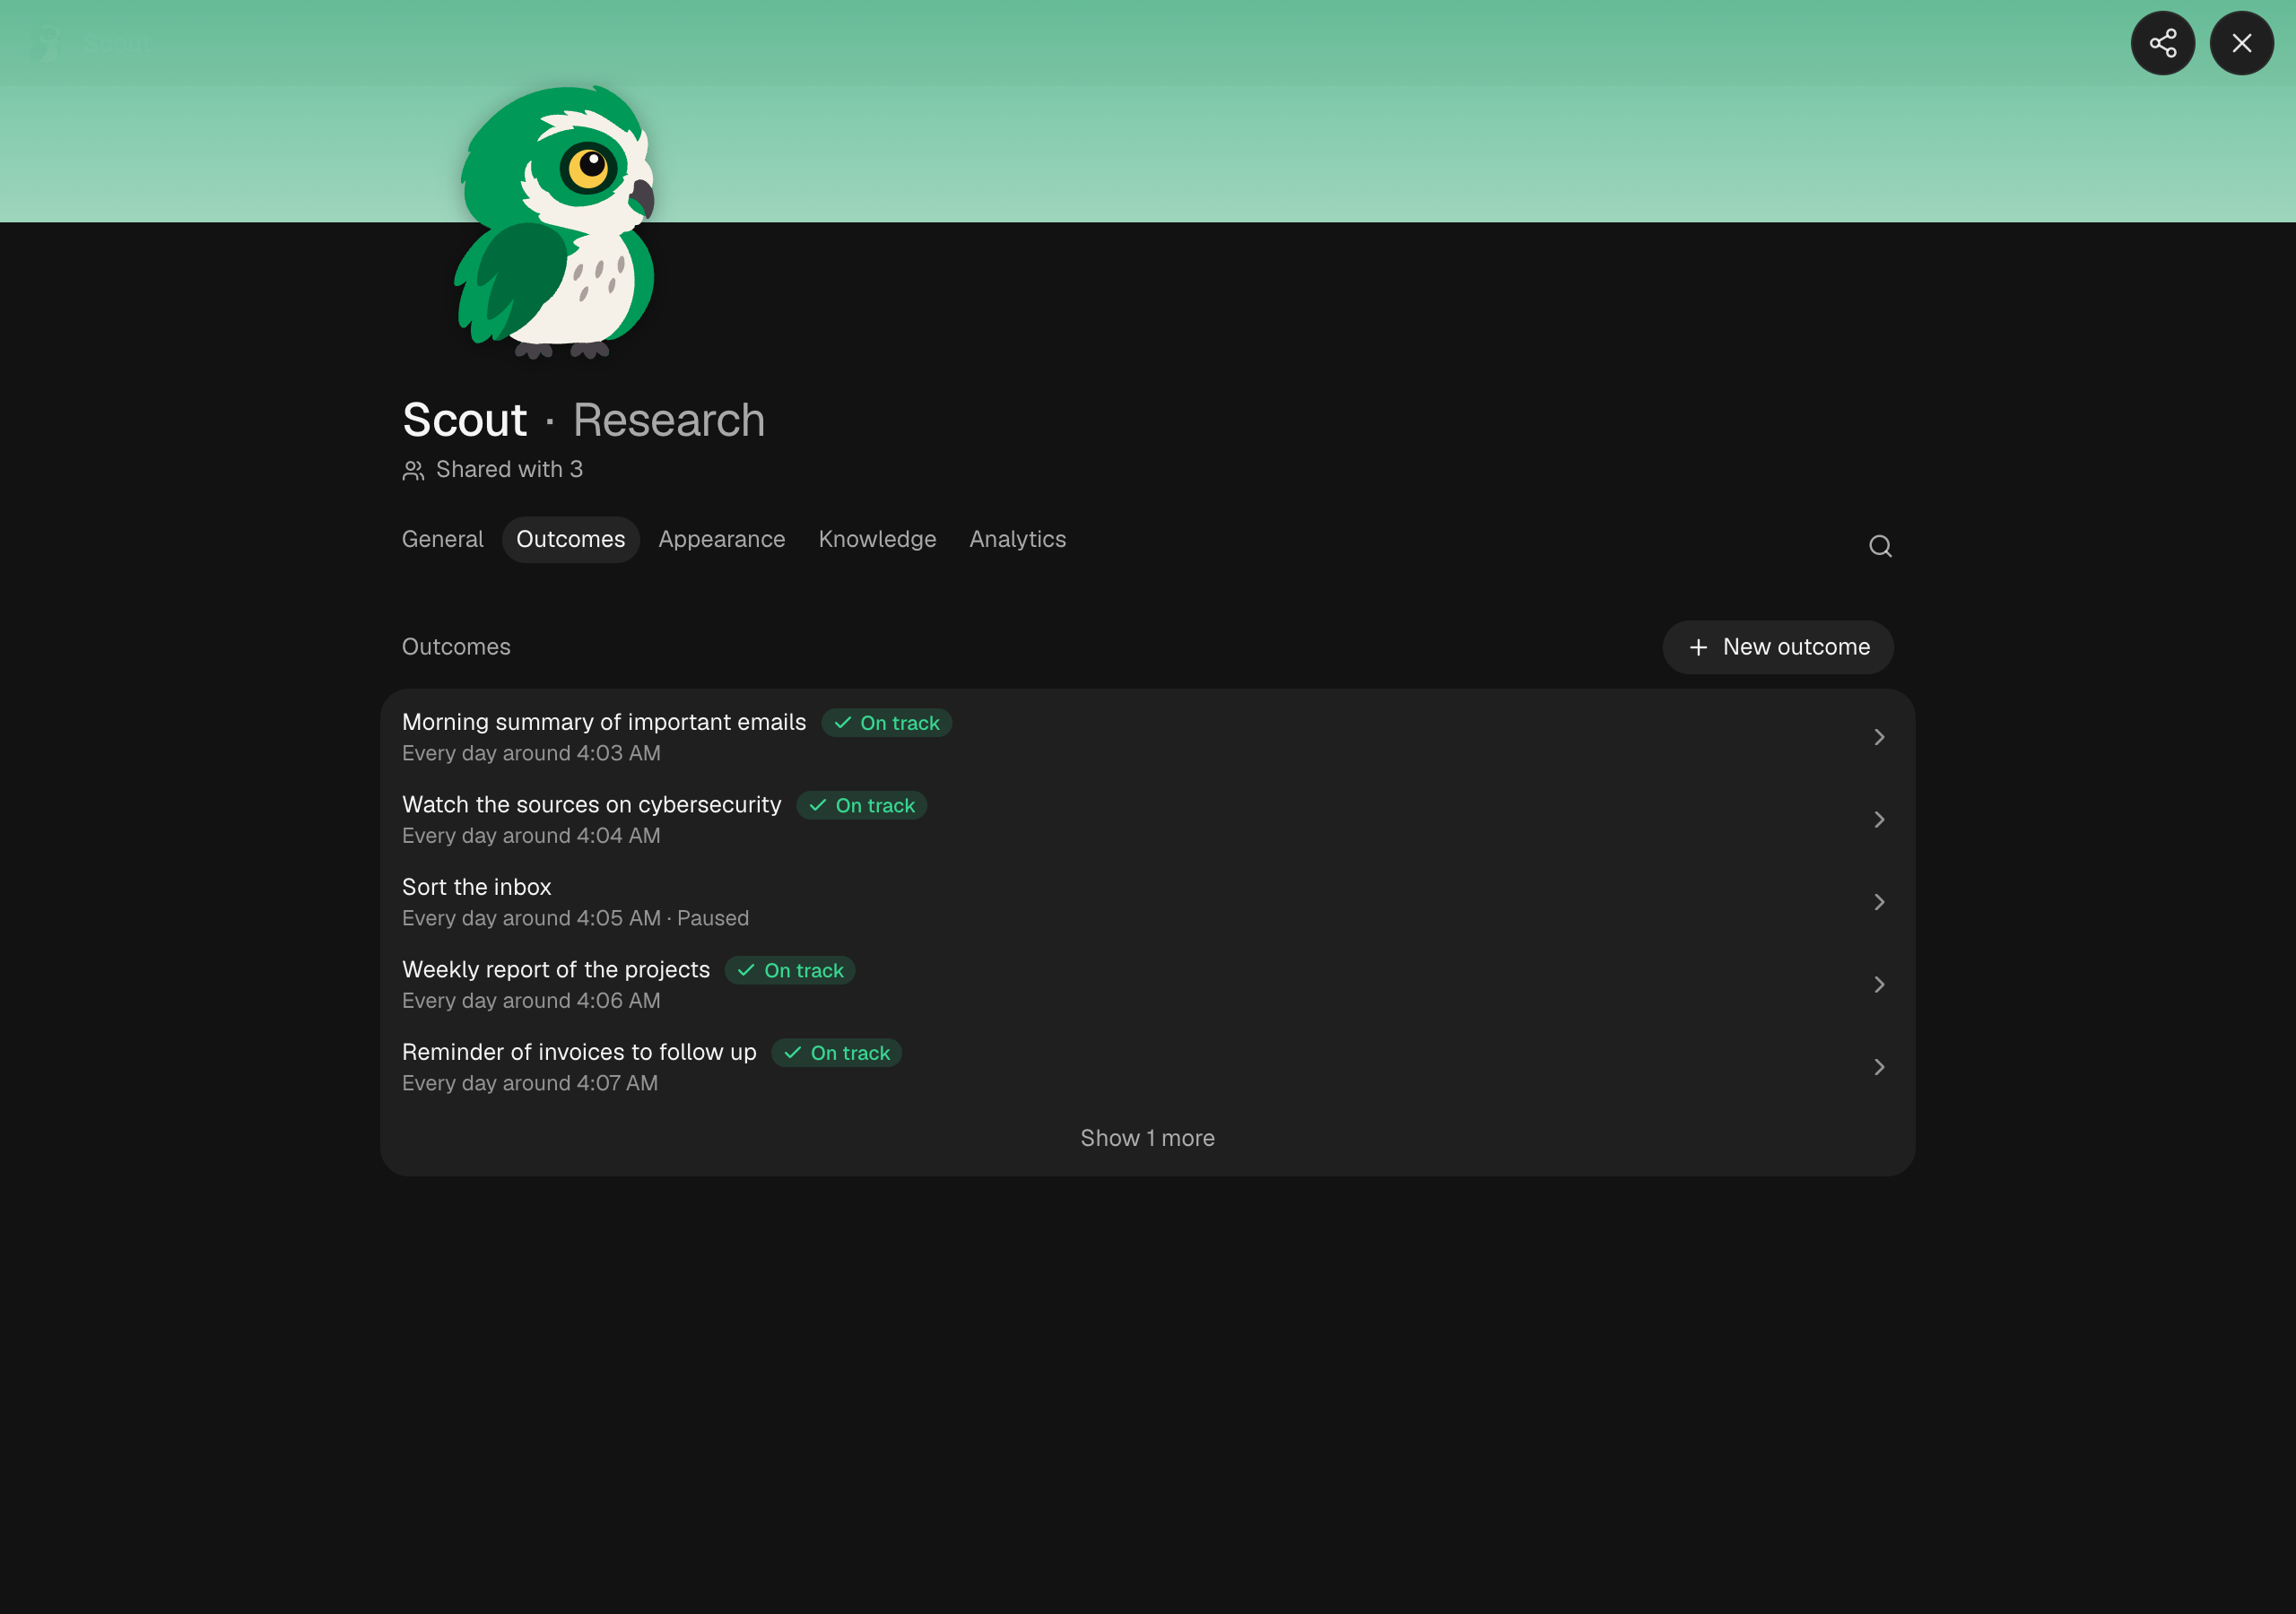 Scout
Scout · Research
Shared with 3
General Outcomes Appearance Knowledge Analytics
Outcomes
New outcome
Morning summary of important emails On track
Every day around 4:03 AM
Watch the sources on cybersecurity On track
Every day around 4:04 AM
Sort the inbox
Every day around 4:05 AM · Paused
Weekly report of the projects On track
Every day around 4:06 AM
Reminder of invoices to follow up On track
Every day around 4:07 AM
Show 1 more